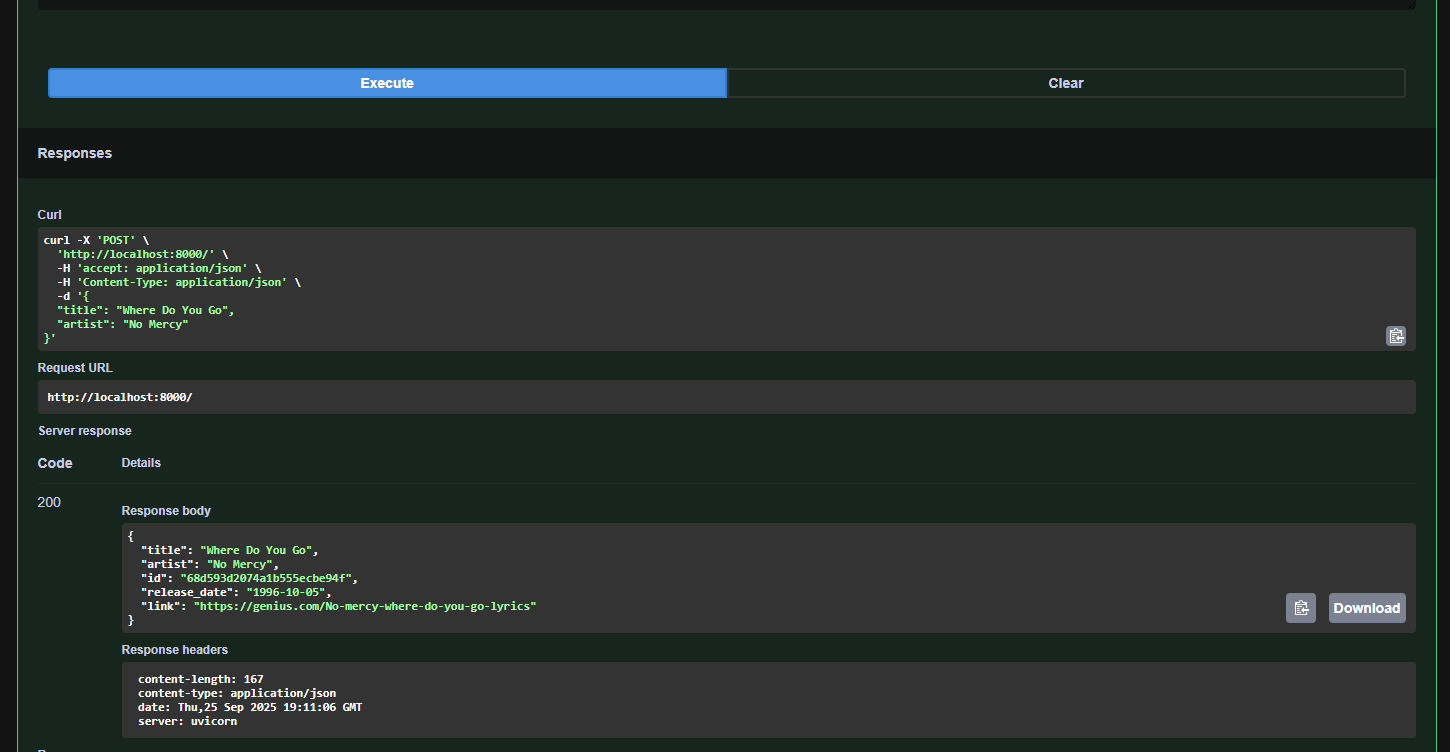 Execute
Clear
Responses
Curl
curl -X 'POST' \
  'http://localhost:8000/' \
  -H 'accept: application/json' \
  -H 'Content-Type: application/json' \
  -d '{
  "title": "Where Do You Go",
  "artist": "No Mercy"
}'
Request URL
http://localhost:8000/
Server response
Code
Details
200
Response body
{
  "title": "Where Do You Go",
  "artist": "No Mercy",
  "id": "68d593d2074a1b555ecbe94f",
  "release_date": "1996-10-05",
  "link": "https://genius.com/No-mercy-where-do-you-go-lyrics"
}
Download
Response headers
content-length: 167
content-type: application/json
date: Thu,25 Sep 2025 19:11:06 GMT
server: uvicorn